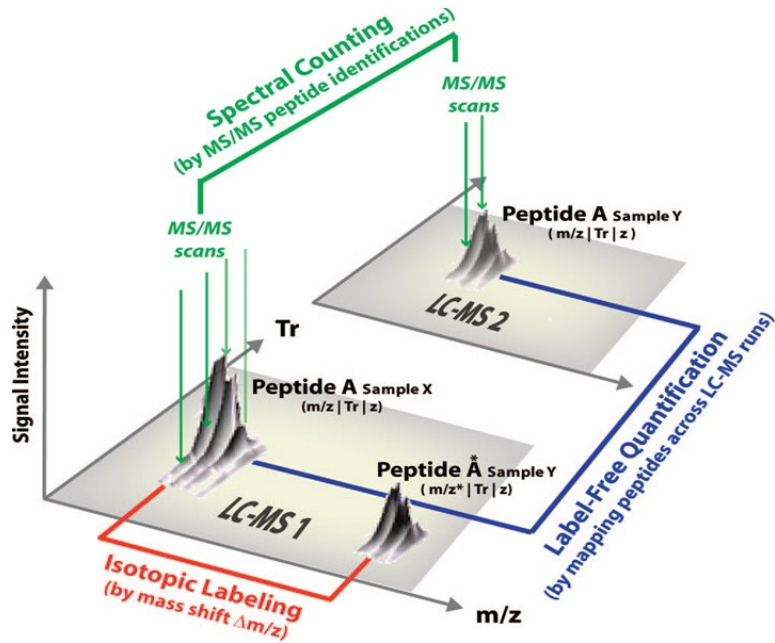 Spectral Counting
(by MS/MS peptide identifications)
MS/MS
scans
MS/MS
scans
Peptide A Sample Y
( m/z | Tr | z )
LC-MS 2
Signal Intensity
Tr
Peptide A Sample X
(m/z | Tr | z)
Peptide A* Sample Y
( m/z* | Tr | z)
LC-MS 1
Label-Free Quantification
(by mapping peptides across LC-MS runs)
Isotopic Labeling
(by mass shift Δm/z)
m/z